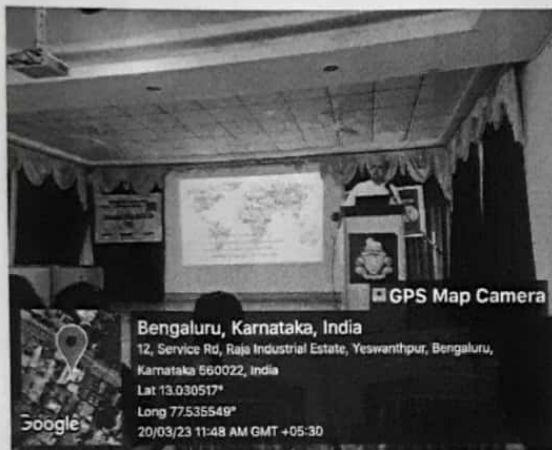 GPS Map Camera
Bengaluru, Karnataka, India
12, Service Rd, Raja Industrial Estate, Yeswanthpur, Bengaluru,
Karnataka 560022, India
Lat 13.030517°
Long 77.535549°
20/03/23 11:48 AM GMT +05:30
Google